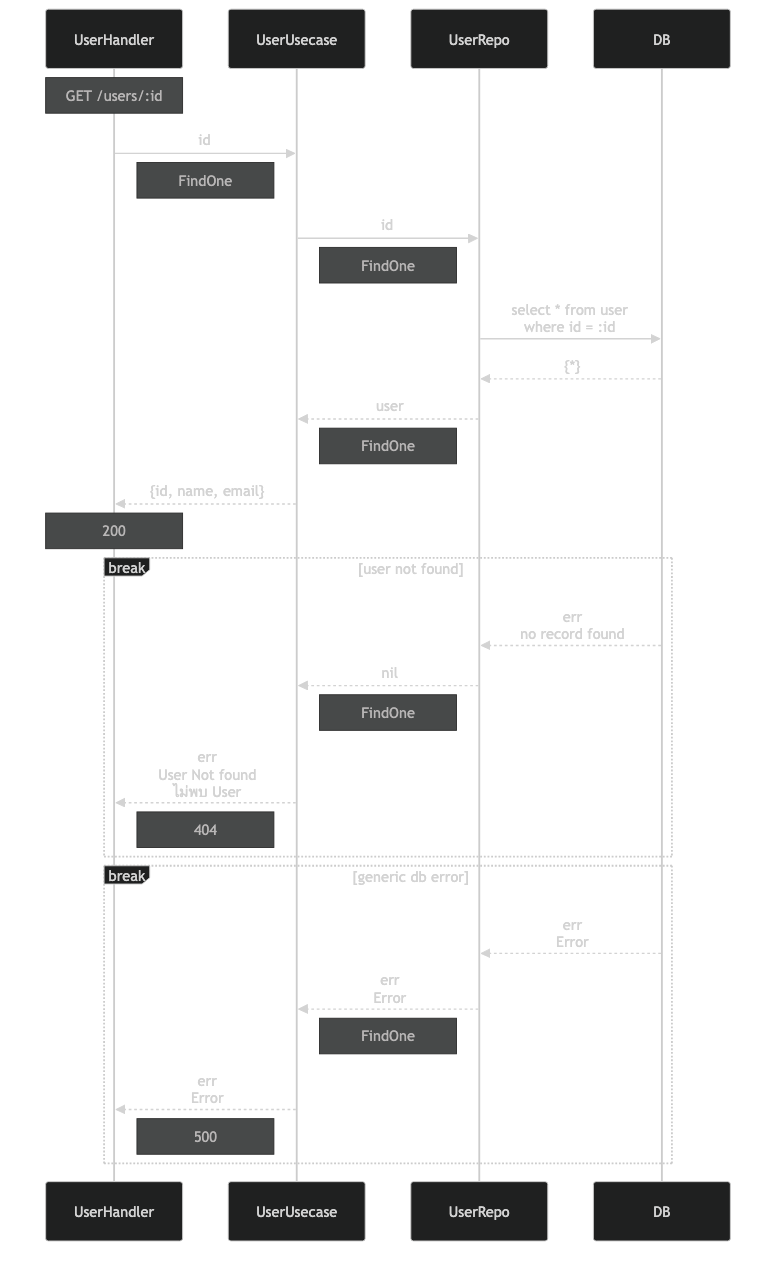 UserHandler
UserUsecase
UserRepo
DB
GET /users/:id
id
FindOne
id
FindOne
select * from user
where id = :id
{*}
user
FindOne
{id, name, email}
200
break
[user not found]
err
no record found
nil
FindOne
err
User Not found
ไม่พบ User
404
break
[generic db error]
err
Error
err
Error
FindOne
err
Error
500
UserHandler
UserUsecase
UserRepo
DB